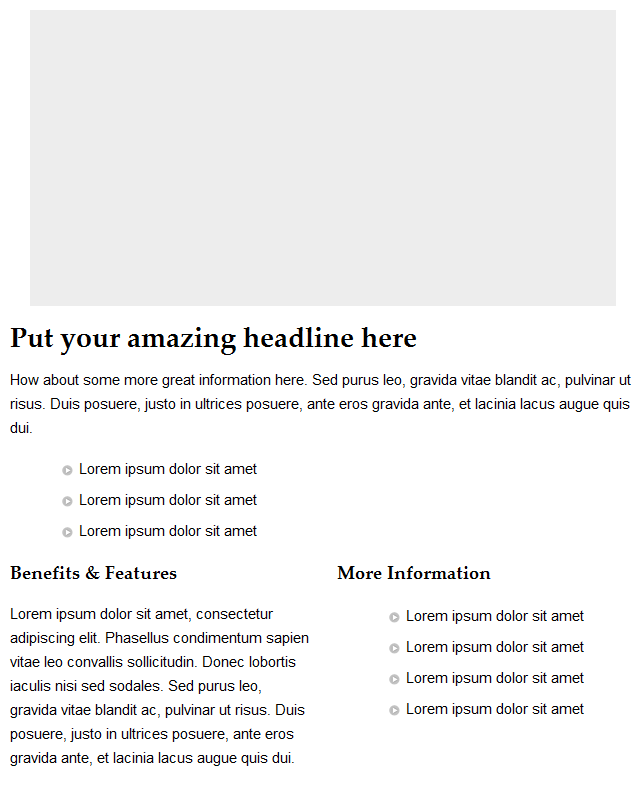 Put your amazing headline here
How about some more great information here. Sed purus leo, gravida vitae blandit ac, pulvinar ut
risus. Duis posuere, justo in ultrices posuere, ante eros gravida ante, et lacinia lacus augue quis
dui.
Lorem ipsum dolor sit amet
Lorem ipsum dolor sit amet
Lorem ipsum dolor sit amet
Benefits & Features
Lorem ipsum dolor sit amet, consectetur
adipiscing elit. Phasellus condimentum sapien
vitae leo convallis sollicitudin. Donec lobortis
iaculis nisi sed sodales. Sed purus leo,
gravida vitae blandit ac, pulvinar ut risus. Duis
posuere, justo in ultrices posuere, ante eros
gravida ante, et lacinia lacus augue quis dui.
More Information
Lorem ipsum dolor sit amet
Lorem ipsum dolor sit amet
Lorem ipsum dolor sit amet
Lorem ipsum dolor sit amet